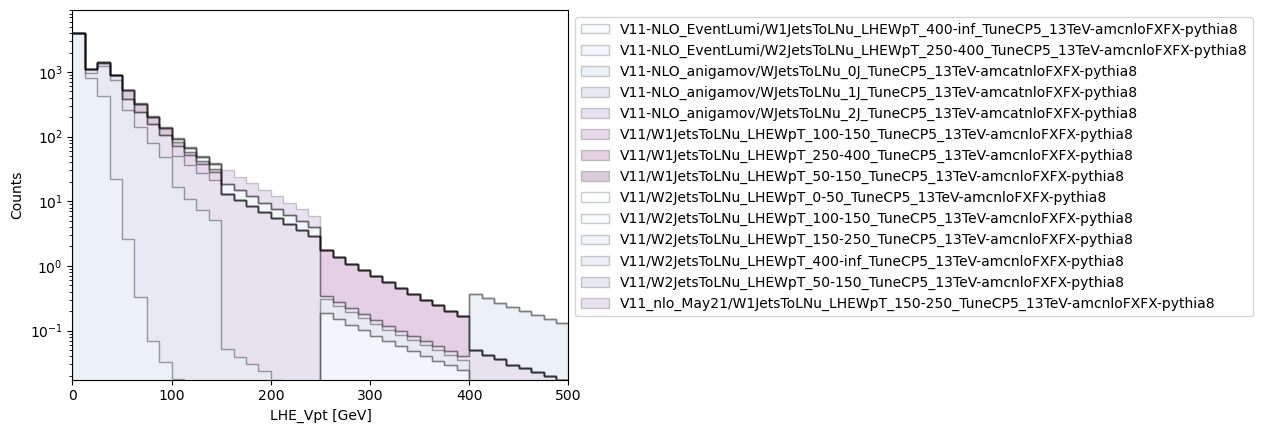 Counts
10³
10²
10¹
10⁰
10⁻¹
0
100
200
300
400
500
LHE_Vpt [GeV]
V11-NLO_EventLumi/W1JetsToLNu_LHEWpT_400-inf_TuneCP5_13TeV-amcnloFXFX-pythia8
V11-NLO_EventLumi/W2JetsToLNu_LHEWpT_250-400_TuneCP5_13TeV-amcnloFXFX-pythia8
V11-NLO_anigamov/WJetsToLNu_0J_TuneCP5_13TeV-amcatnloFXFX-pythia8
V11-NLO_anigamov/WJetsToLNu_1J_TuneCP5_13TeV-amcatnloFXFX-pythia8
V11-NLO_anigamov/WJetsToLNu_2J_TuneCP5_13TeV-amcatnloFXFX-pythia8
V11/W1JetsToLNu_LHEWpT_100-150_TuneCP5_13TeV-amcnloFXFX-pythia8
V11/W1JetsToLNu_LHEWpT_250-400_TuneCP5_13TeV-amcnloFXFX-pythia8
V11/W1JetsToLNu_LHEWpT_50-150_TuneCP5_13TeV-amcnloFXFX-pythia8
V11/W2JetsToLNu_LHEWpT_0-50_TuneCP5_13TeV-amcnloFXFX-pythia8
V11/W2JetsToLNu_LHEWpT_100-150_TuneCP5_13TeV-amcnloFXFX-pythia8
V11/W2JetsToLNu_LHEWpT_150-250_TuneCP5_13TeV-amcnloFXFX-pythia8
V11/W2JetsToLNu_LHEWpT_400-inf_TuneCP5_13TeV-amcnloFXFX-pythia8
V11/W2JetsToLNu_LHEWpT_50-150_TuneCP5_13TeV-amcnloFXFX-pythia8
V11_nlo_May21/W1JetsToLNu_LHEWpT_150-250_TuneCP5_13TeV-amcnloFXFX-pythia8